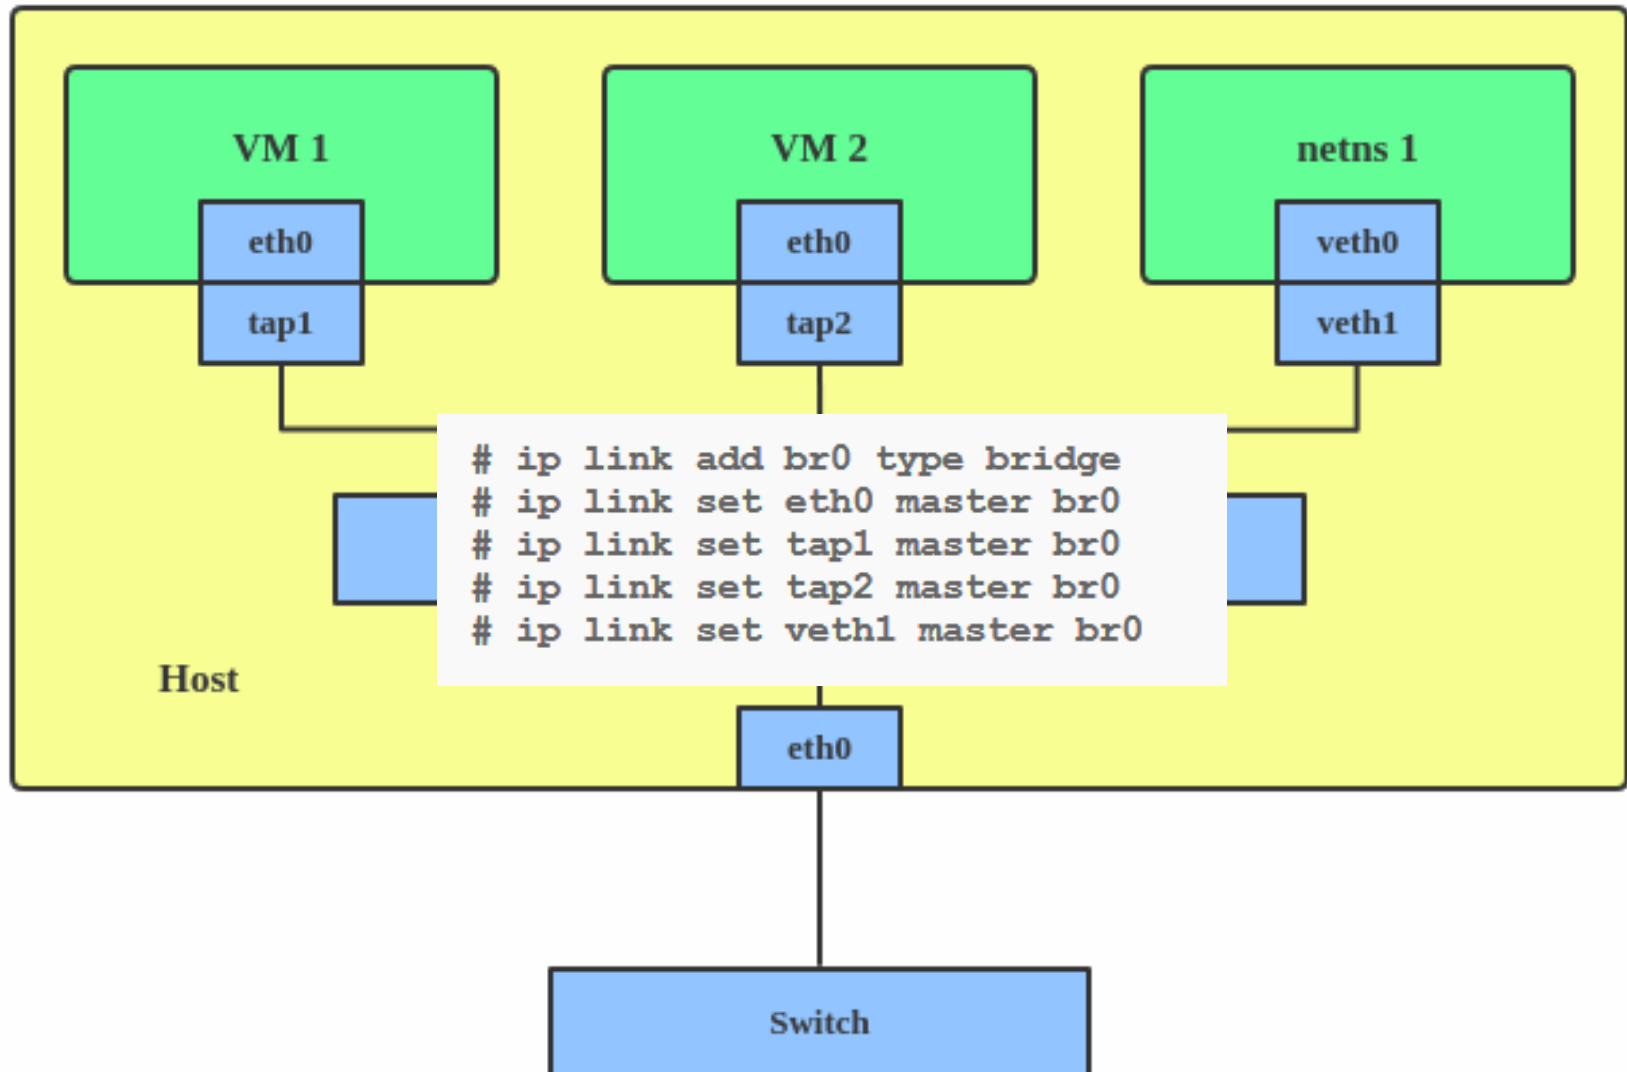 VM 1
VM 2
netns 1
eth0
eth0
veth0
tap1
tap2
veth1
# ip link add br0 type bridge
# ip link set eth0 master br0
# ip link set tap1 master br0
# ip link set tap2 master br0
# ip link set veth1 master br0
Host
eth0
Switch